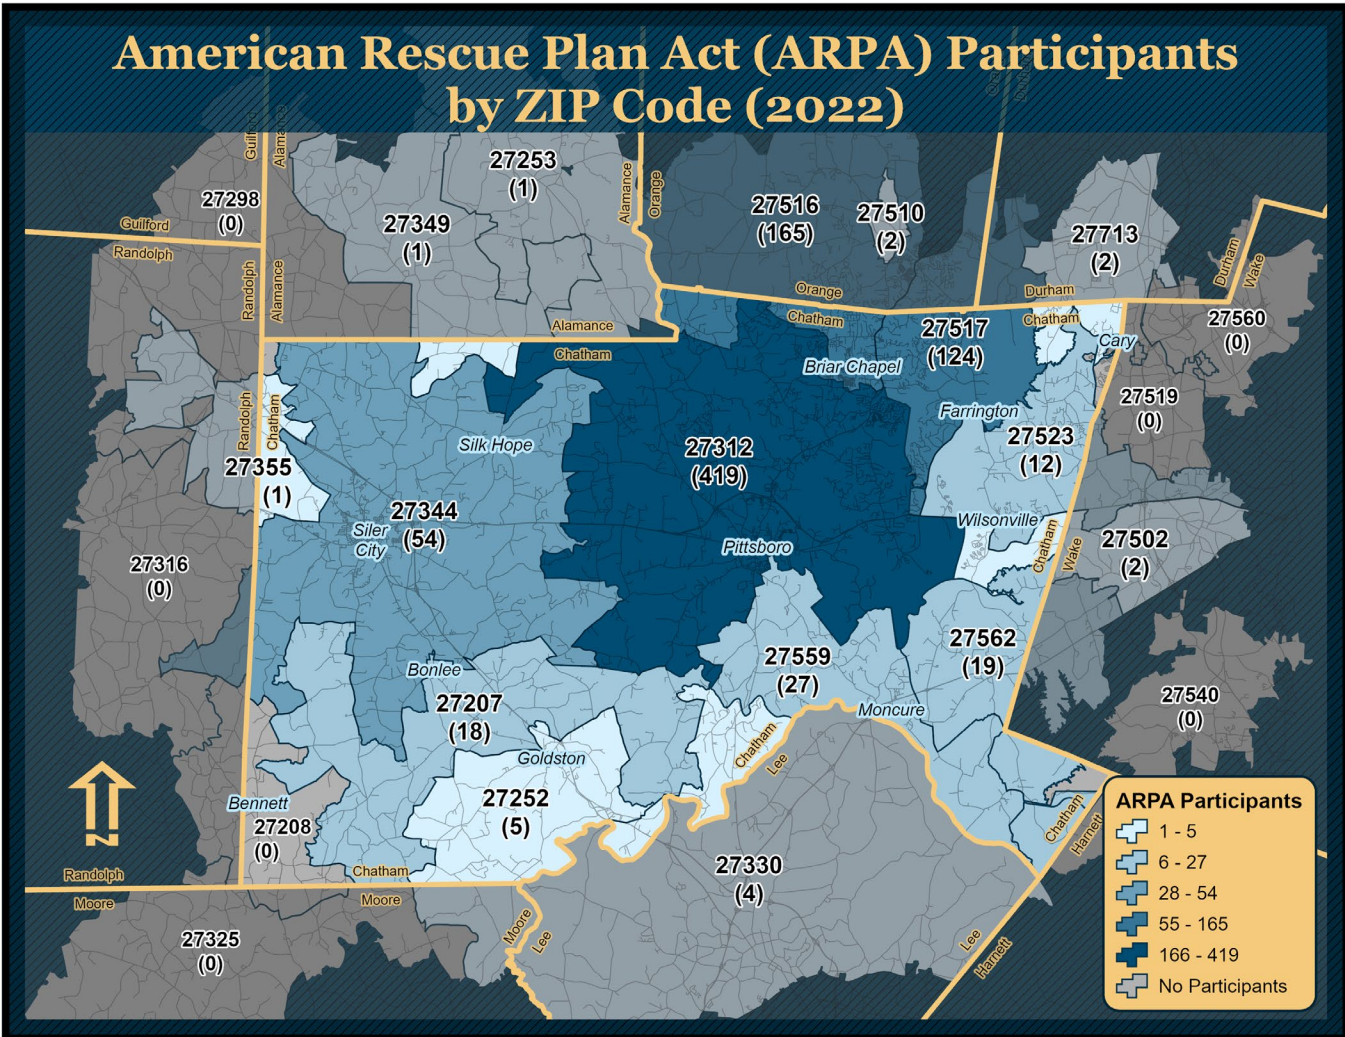 American Rescue Plan Act (ARPA) Participants
by ZIP Code (2022)
Guilford
Alamance
27298
(0)
27253
(1)
27349
(1)
Alamance
Orange
27516
(165)
27510
(2)
27713
(2)
Guilford
Randolph
Randolph
Alamance
Alamance
Chatham
Orange
Chatham
Durham
Chatham
Durham
Wake
27560
(0)
27517
(124)
Cary
Briar Chapel
27519
(0)
Farrington
27523
(12)
Randolph
Chatham
Silk Hope
27312
(419)
27355
(1)
27344
(54)
Siler
City
Pittsboro
Wilsonville
Chatham
Wake
27502
(2)
27316
(0)
27562
(19)
27559
(27)
Bonlee
27207
(18)
Moncure
27540
(0)
Chatham
Lee
Goldston
27252
(5)
Bennett
27208
(0)
N
Chatham
Harnett
Randolph
Moore
Chatham
Moore
27330
(4)
Moore
Lee
Lee
Harnett
27325
(0)
ARPA Participants
1 - 5
6 - 27
28 - 54
55 - 165
166 - 419
No Participants